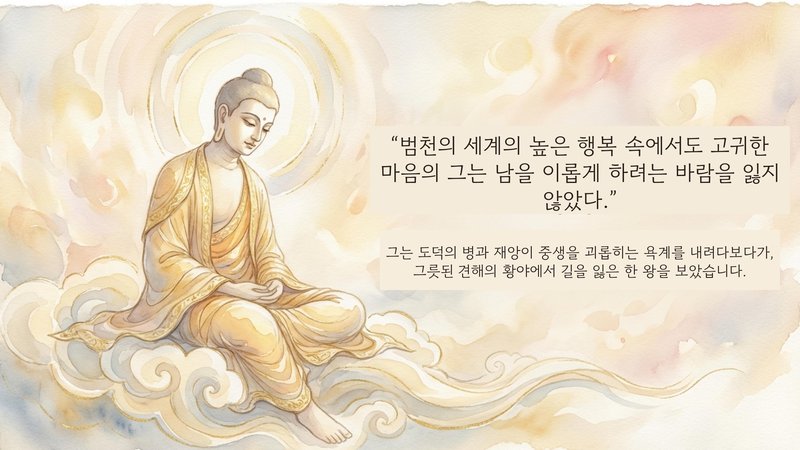 “범천의 세계의 높은 행복 속에서도 고귀한
마음의 그는 남을 이롭게 하려는 바람을 잃지
않았다.”
그는 도덕의 병과 재앙이 중생을 괴롭히는 욕계를 내려다보다가,
그릇된 견해의 황야에서 길을 잃은 한 왕을 보았습니다.